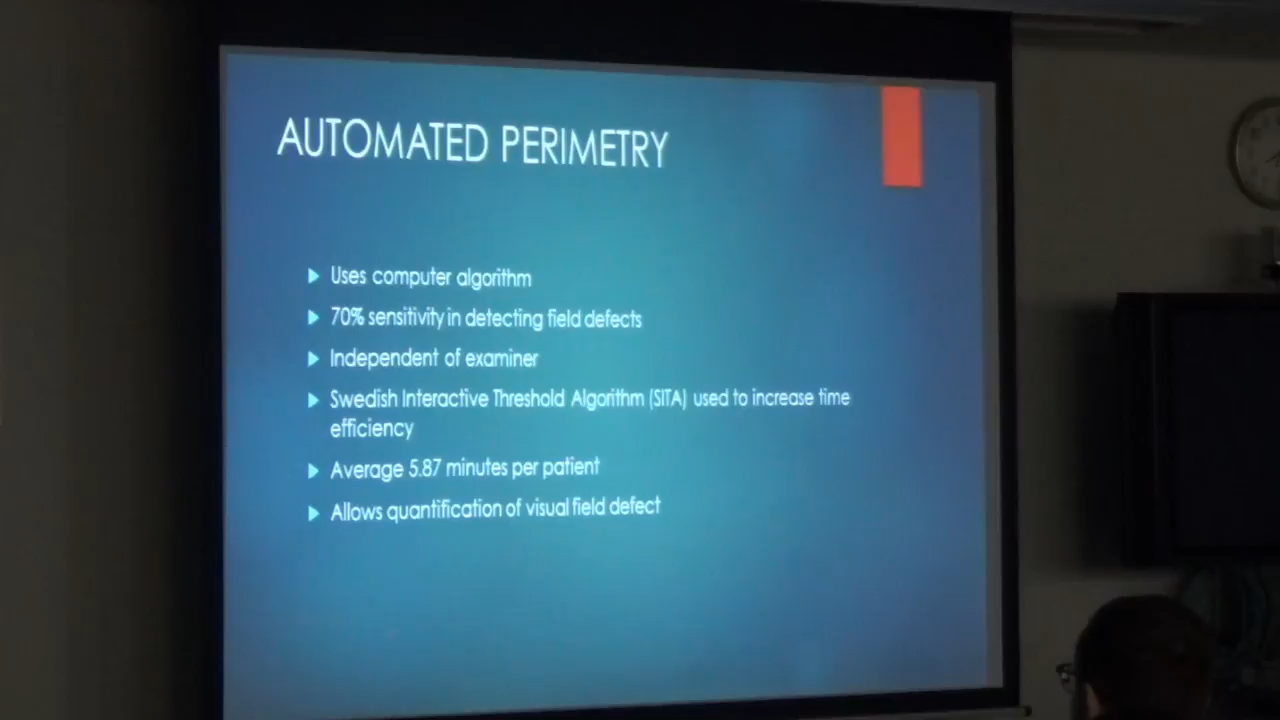 AUTOMATED PERIMETRY
Uses computer algorithm
70% sensitivity in detecting field defects
Independent of examiner
Swedish Interactive Threshold Algorithm (SITA) used to increase time
efficiency
Average 5.87 minutes per patient
Allows quantification of visual field defect